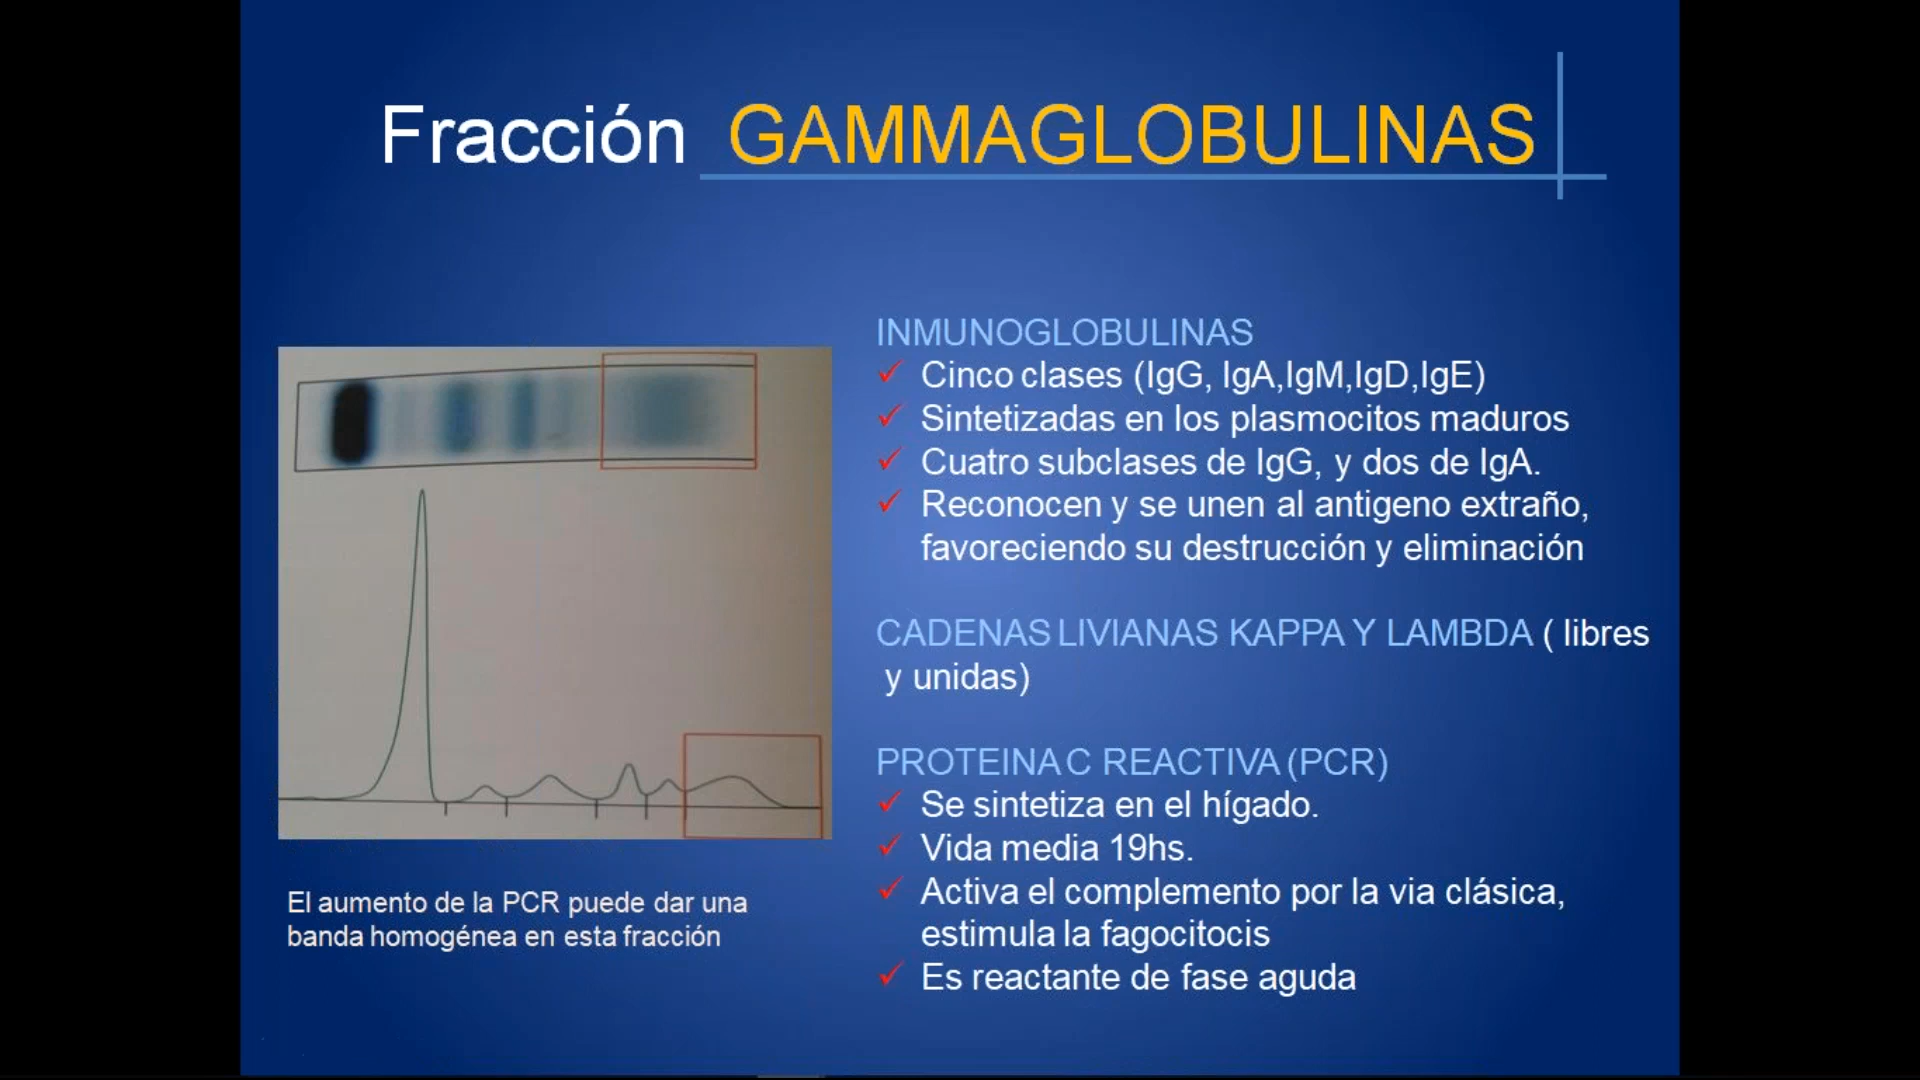 Fracción GAMMAGLOBULINAS
INMUNOGLOBULINAS
Cinco clases (IgG, IgA,IgM,IgD,IgE)
Sintetizadas en los plasmocitos maduros
Cuatro subclases de IgG, y dos de IgA.
Reconocen y se unen al antigeno extraño,
favoreciendo su destrucción y eliminación
CADENAS LIVIANAS KAPPA Y LAMBDA ( libres
y unidas)
PROTEINA C REACTIVA (PCR)
Se sintetiza en el hígado.
Vida media 19hs.
Activa el complemento por la via clásica,
estimula la fagocitocis
Es reactante de fase aguda
El aumento de la PCR puede dar una
banda homogénea en esta fracción